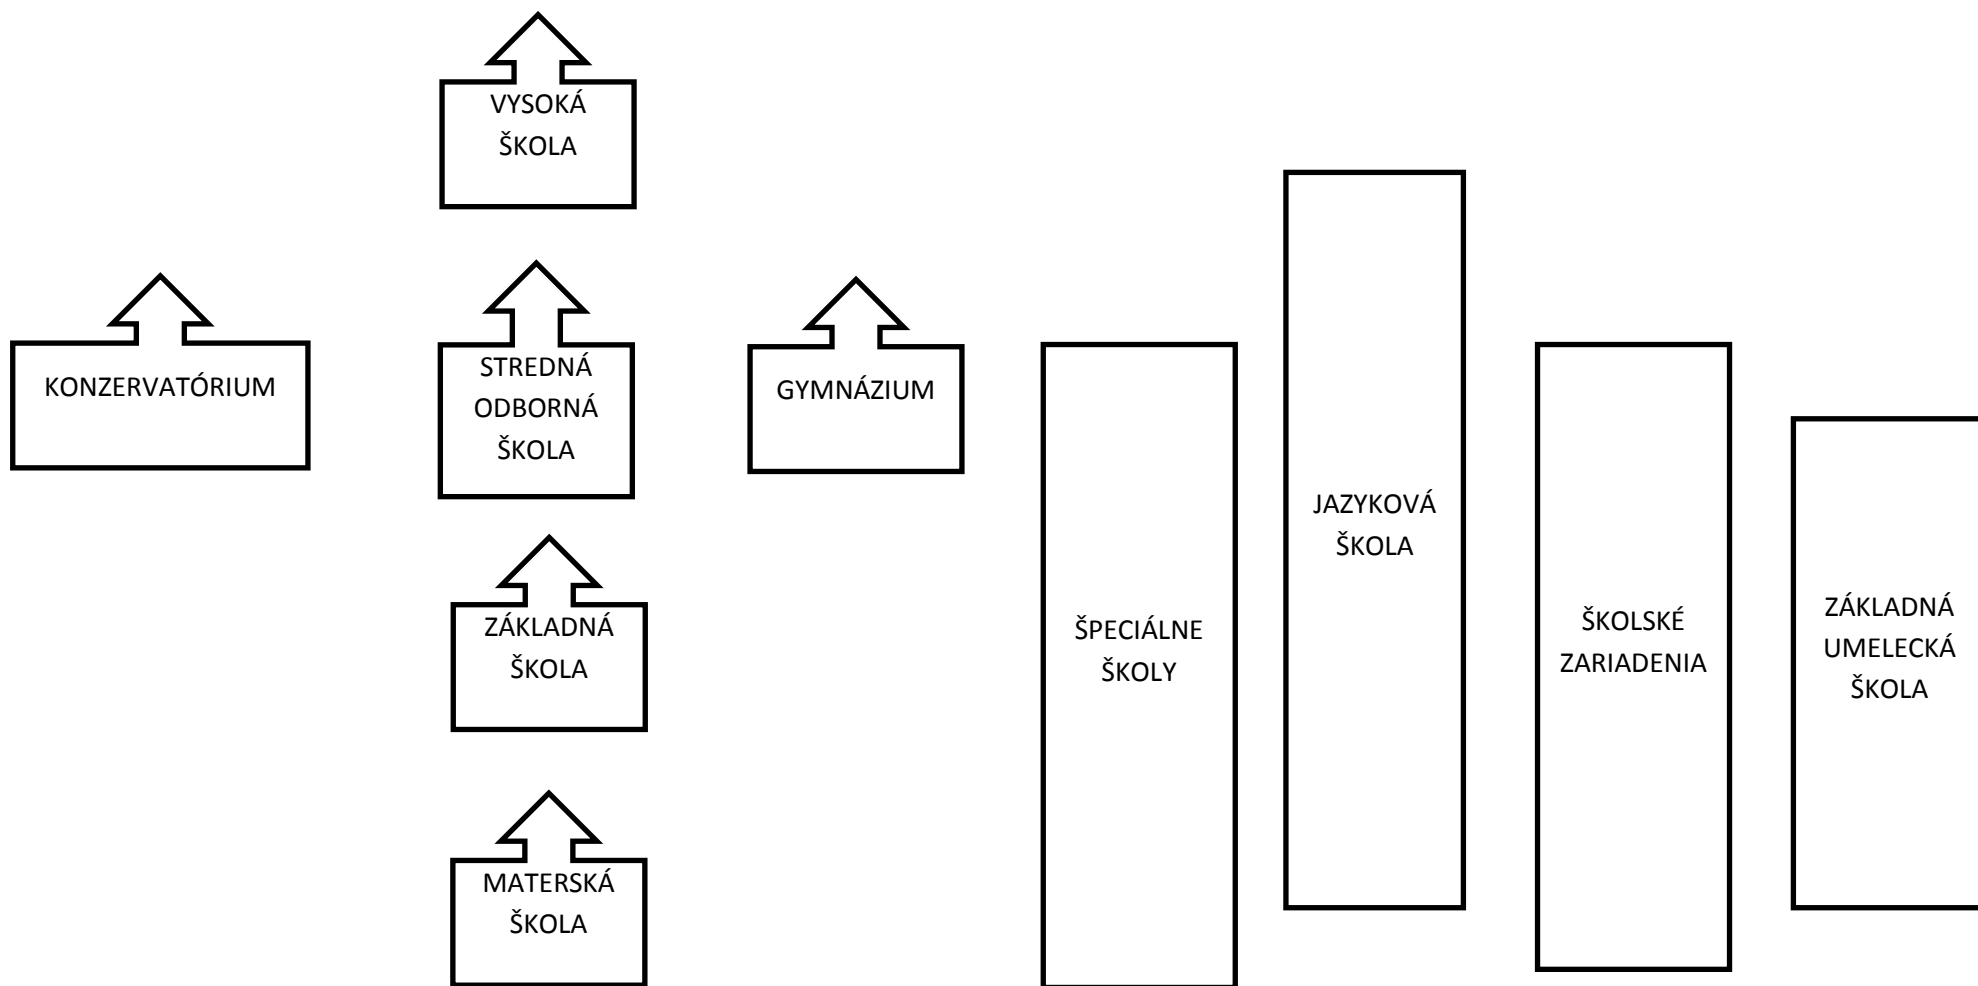 VYSOKÁ
ŠKOLA
KONZERVATÓRIUM
STREDNÁ
ODBORNÁ
ŠKOLA
GYMNÁZIUM
ZÁKLADNÁ
ŠKOLA
MATERSKÁ
ŠKOLA
ŠPECIÁLNE
ŠKOLY
JAZYKOVÁ
ŠKOLA
ŠKOLSKÉ
ZARIADENIA
ZÁKLADNÁ
UMELECKÁ
ŠKOLA